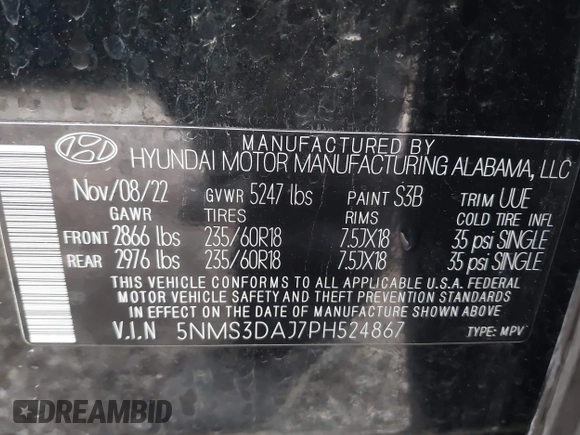 MANUFACTURED BY
HYUNDAI MOTOR MANUFACTURING ALABAMA, LLC
Nov/08/22 GVWR 5247 lbs PAINT S3B TRIM UUE
GAWR TIRES RIMS COLD TIRE INFL
FRONT 2866 lbs 235/60R18 7.5JX18 35 psi SINGLE
REAR 2976 lbs 235/60R18 7.5JX18 35 psi SINGLE
THIS VEHICLE CONFORMS TO ALL APPLICABLE U.S.A. FEDERAL
MOTOR VEHICLE SAFETY AND THEFT PREVENTION STANDARDS
IN EFFECT ON THE DATE OF MANUFACTURE SHOWN ABOVE.
V.I.N 5NMS3DAJ7PH524867 TYPE: MPV
DREAMBID